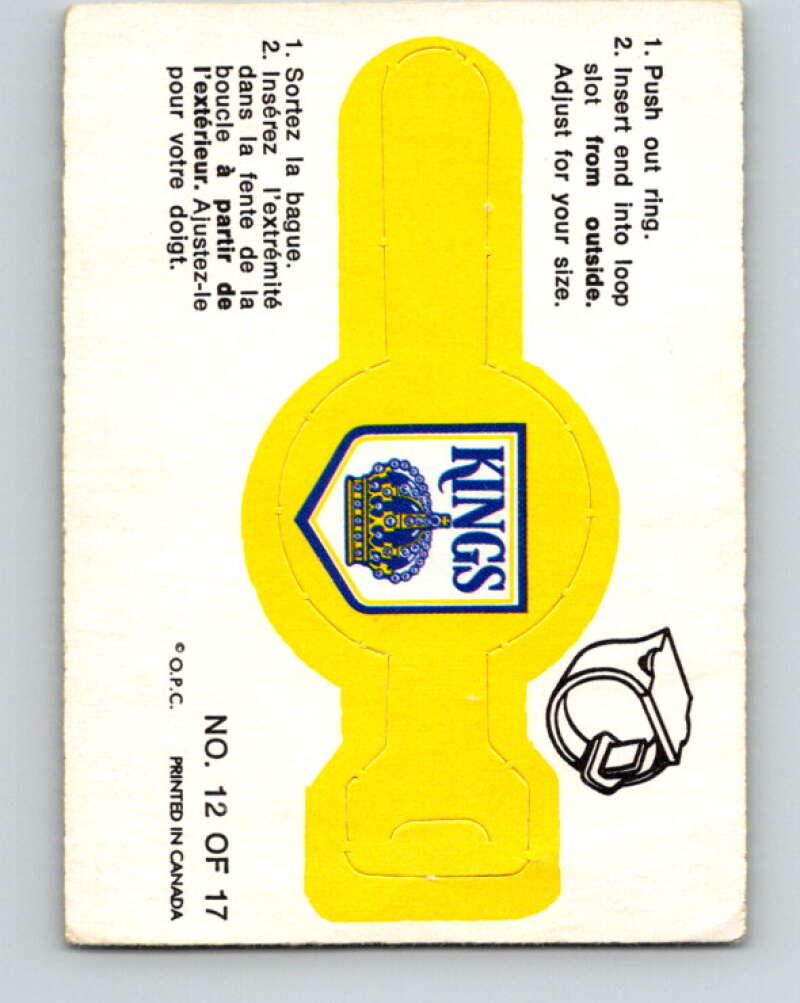 1. Push out ring.
2. Insert end into loop
slot from outside.
Adjust for your size.
KINGS
1. Sortez la bague.
2. Insérez l'extrémité
dans la fente de la
boucle à partir de
l'extérieur. Ajustez-le
pour votre doigt.
NO. 12 OF 17
© O.P.C. PRINTED IN CANADA